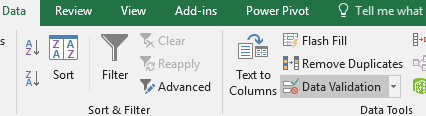 Data Review View Add-ins Power Pivot Tell me what
Sort
Filter
Clear
Reapply
Advanced
Sort & Filter
Text to
Columns
Flash Fill
Remove Duplicates
Data Validation
Data Tools